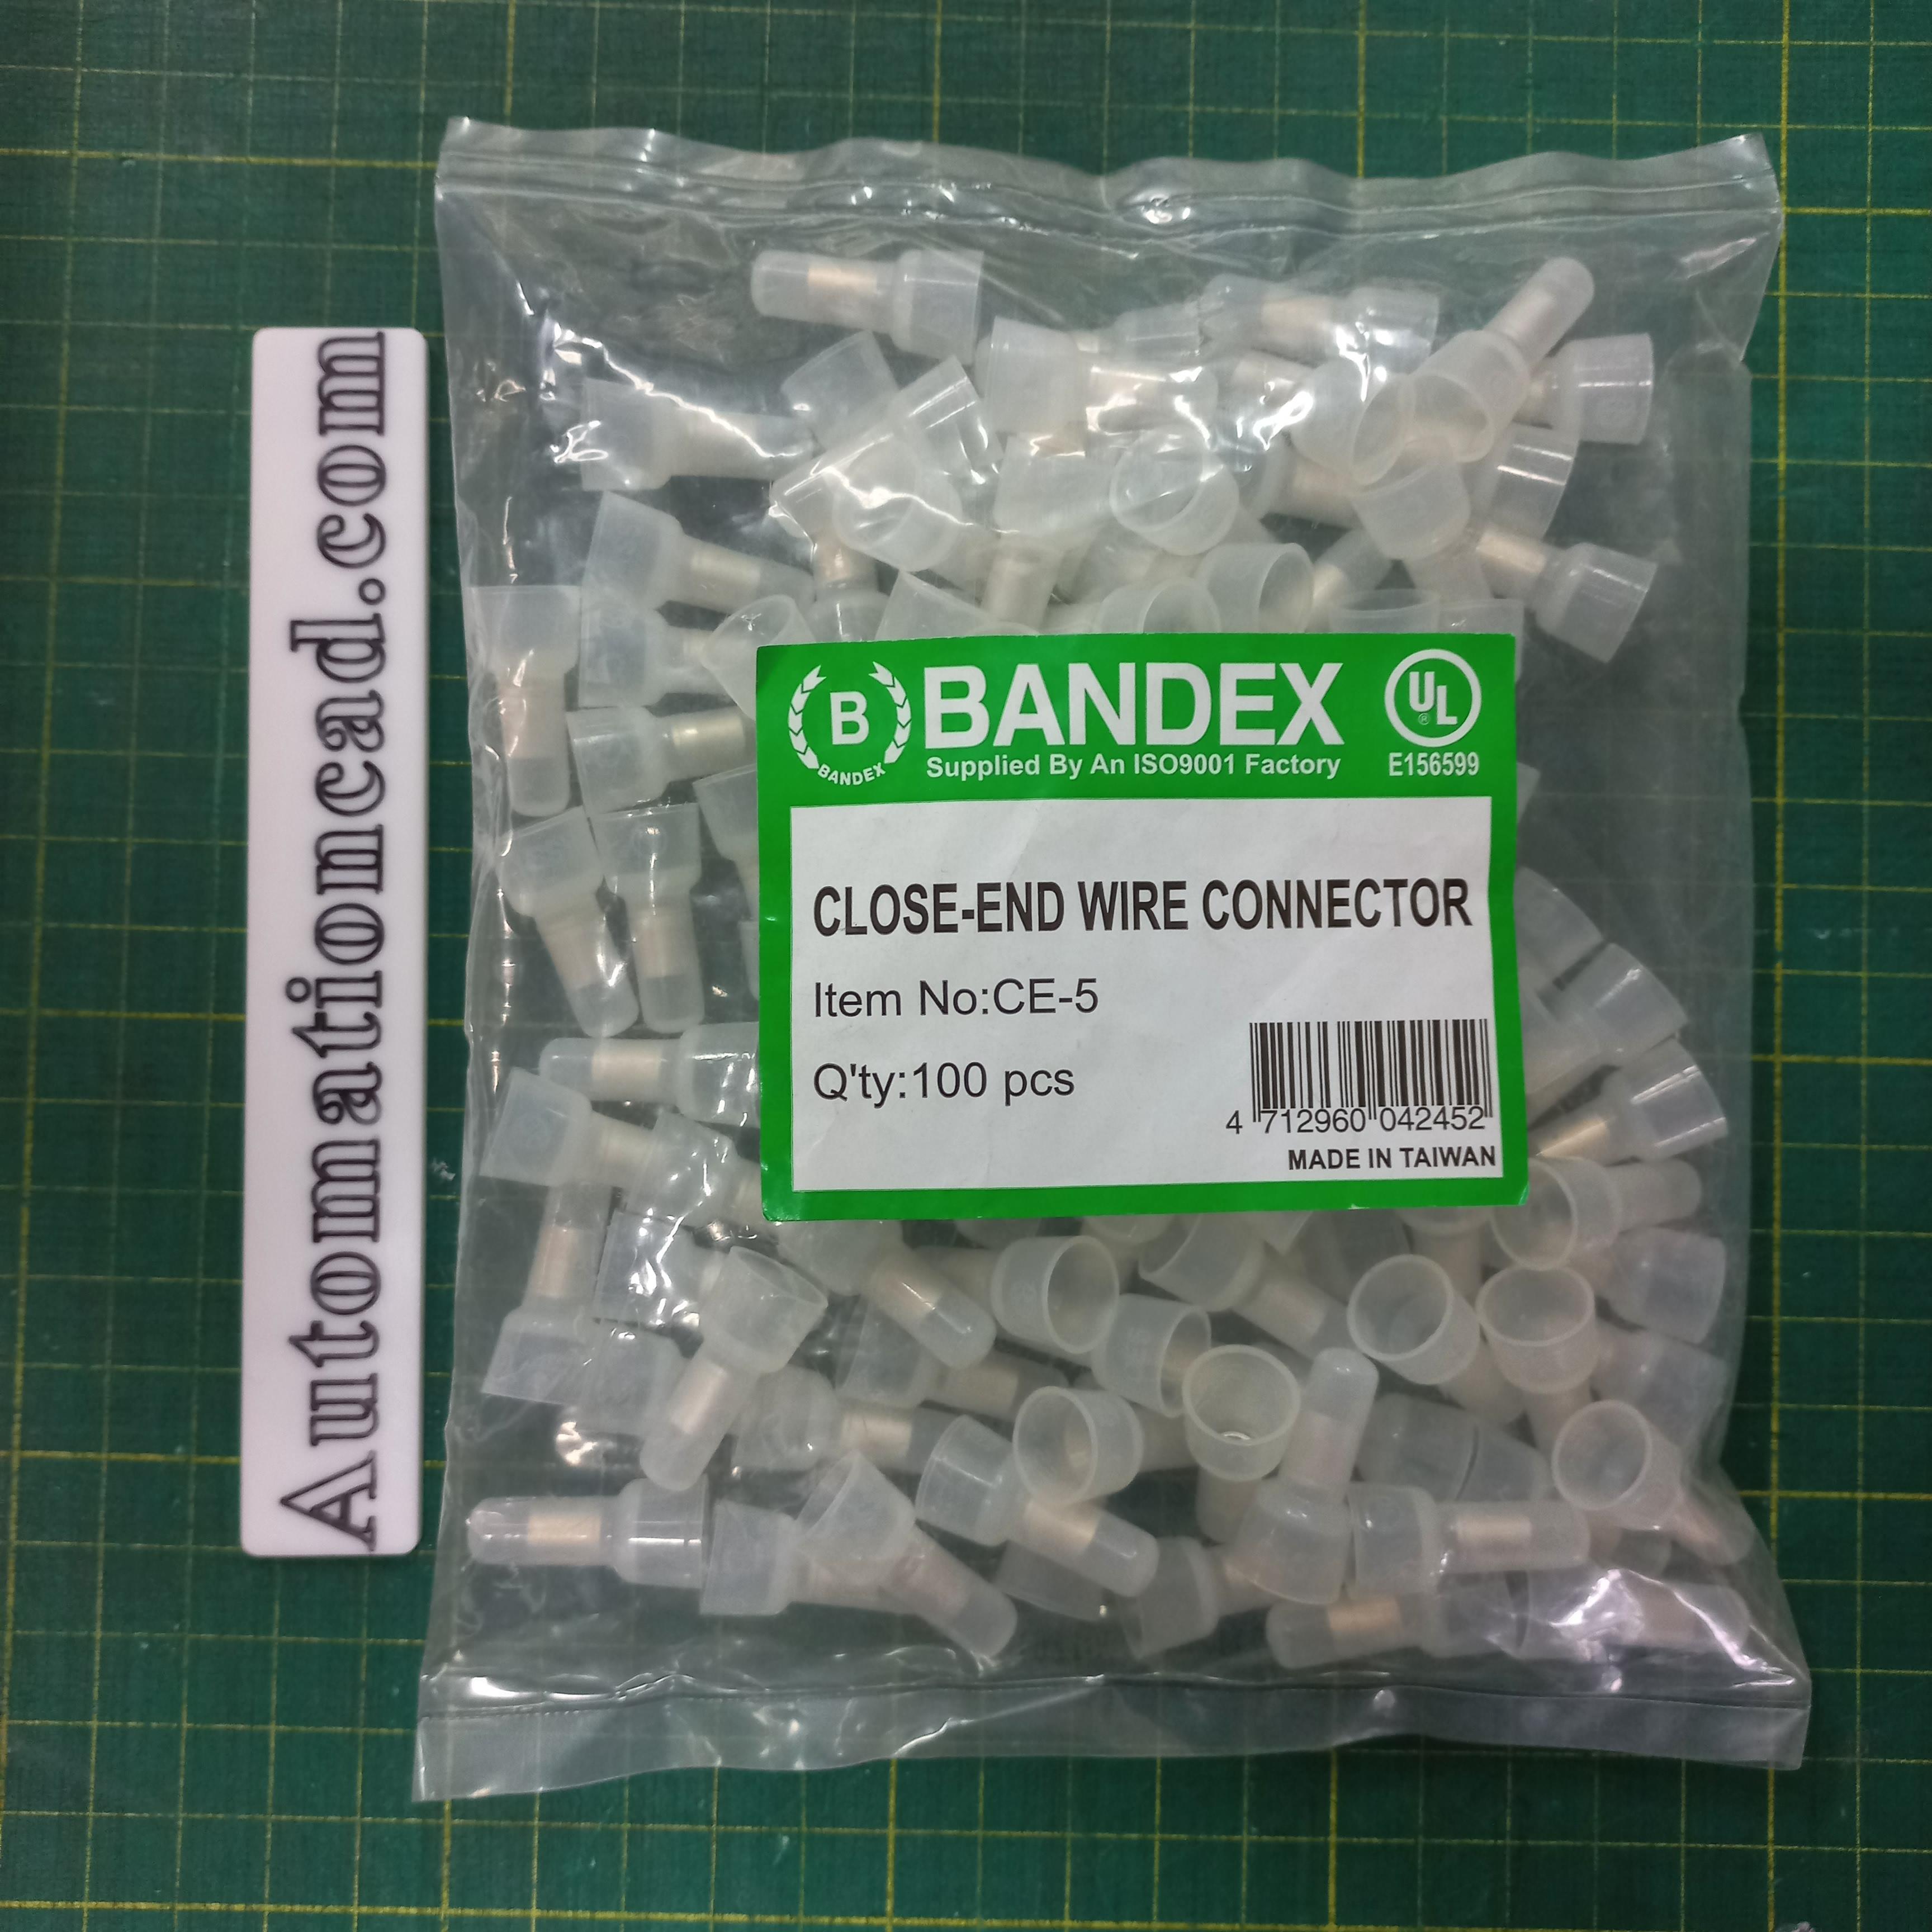 Automationcad.com
B
BANDEX
BANDEX
Supplied By An ISO9001 Factory
UL
®
E156599
CLOSE-END WIRE CONNECTOR
Item No:CE-5
Q'ty:100 pcs
4 712960 042452
MADE IN TAIWAN